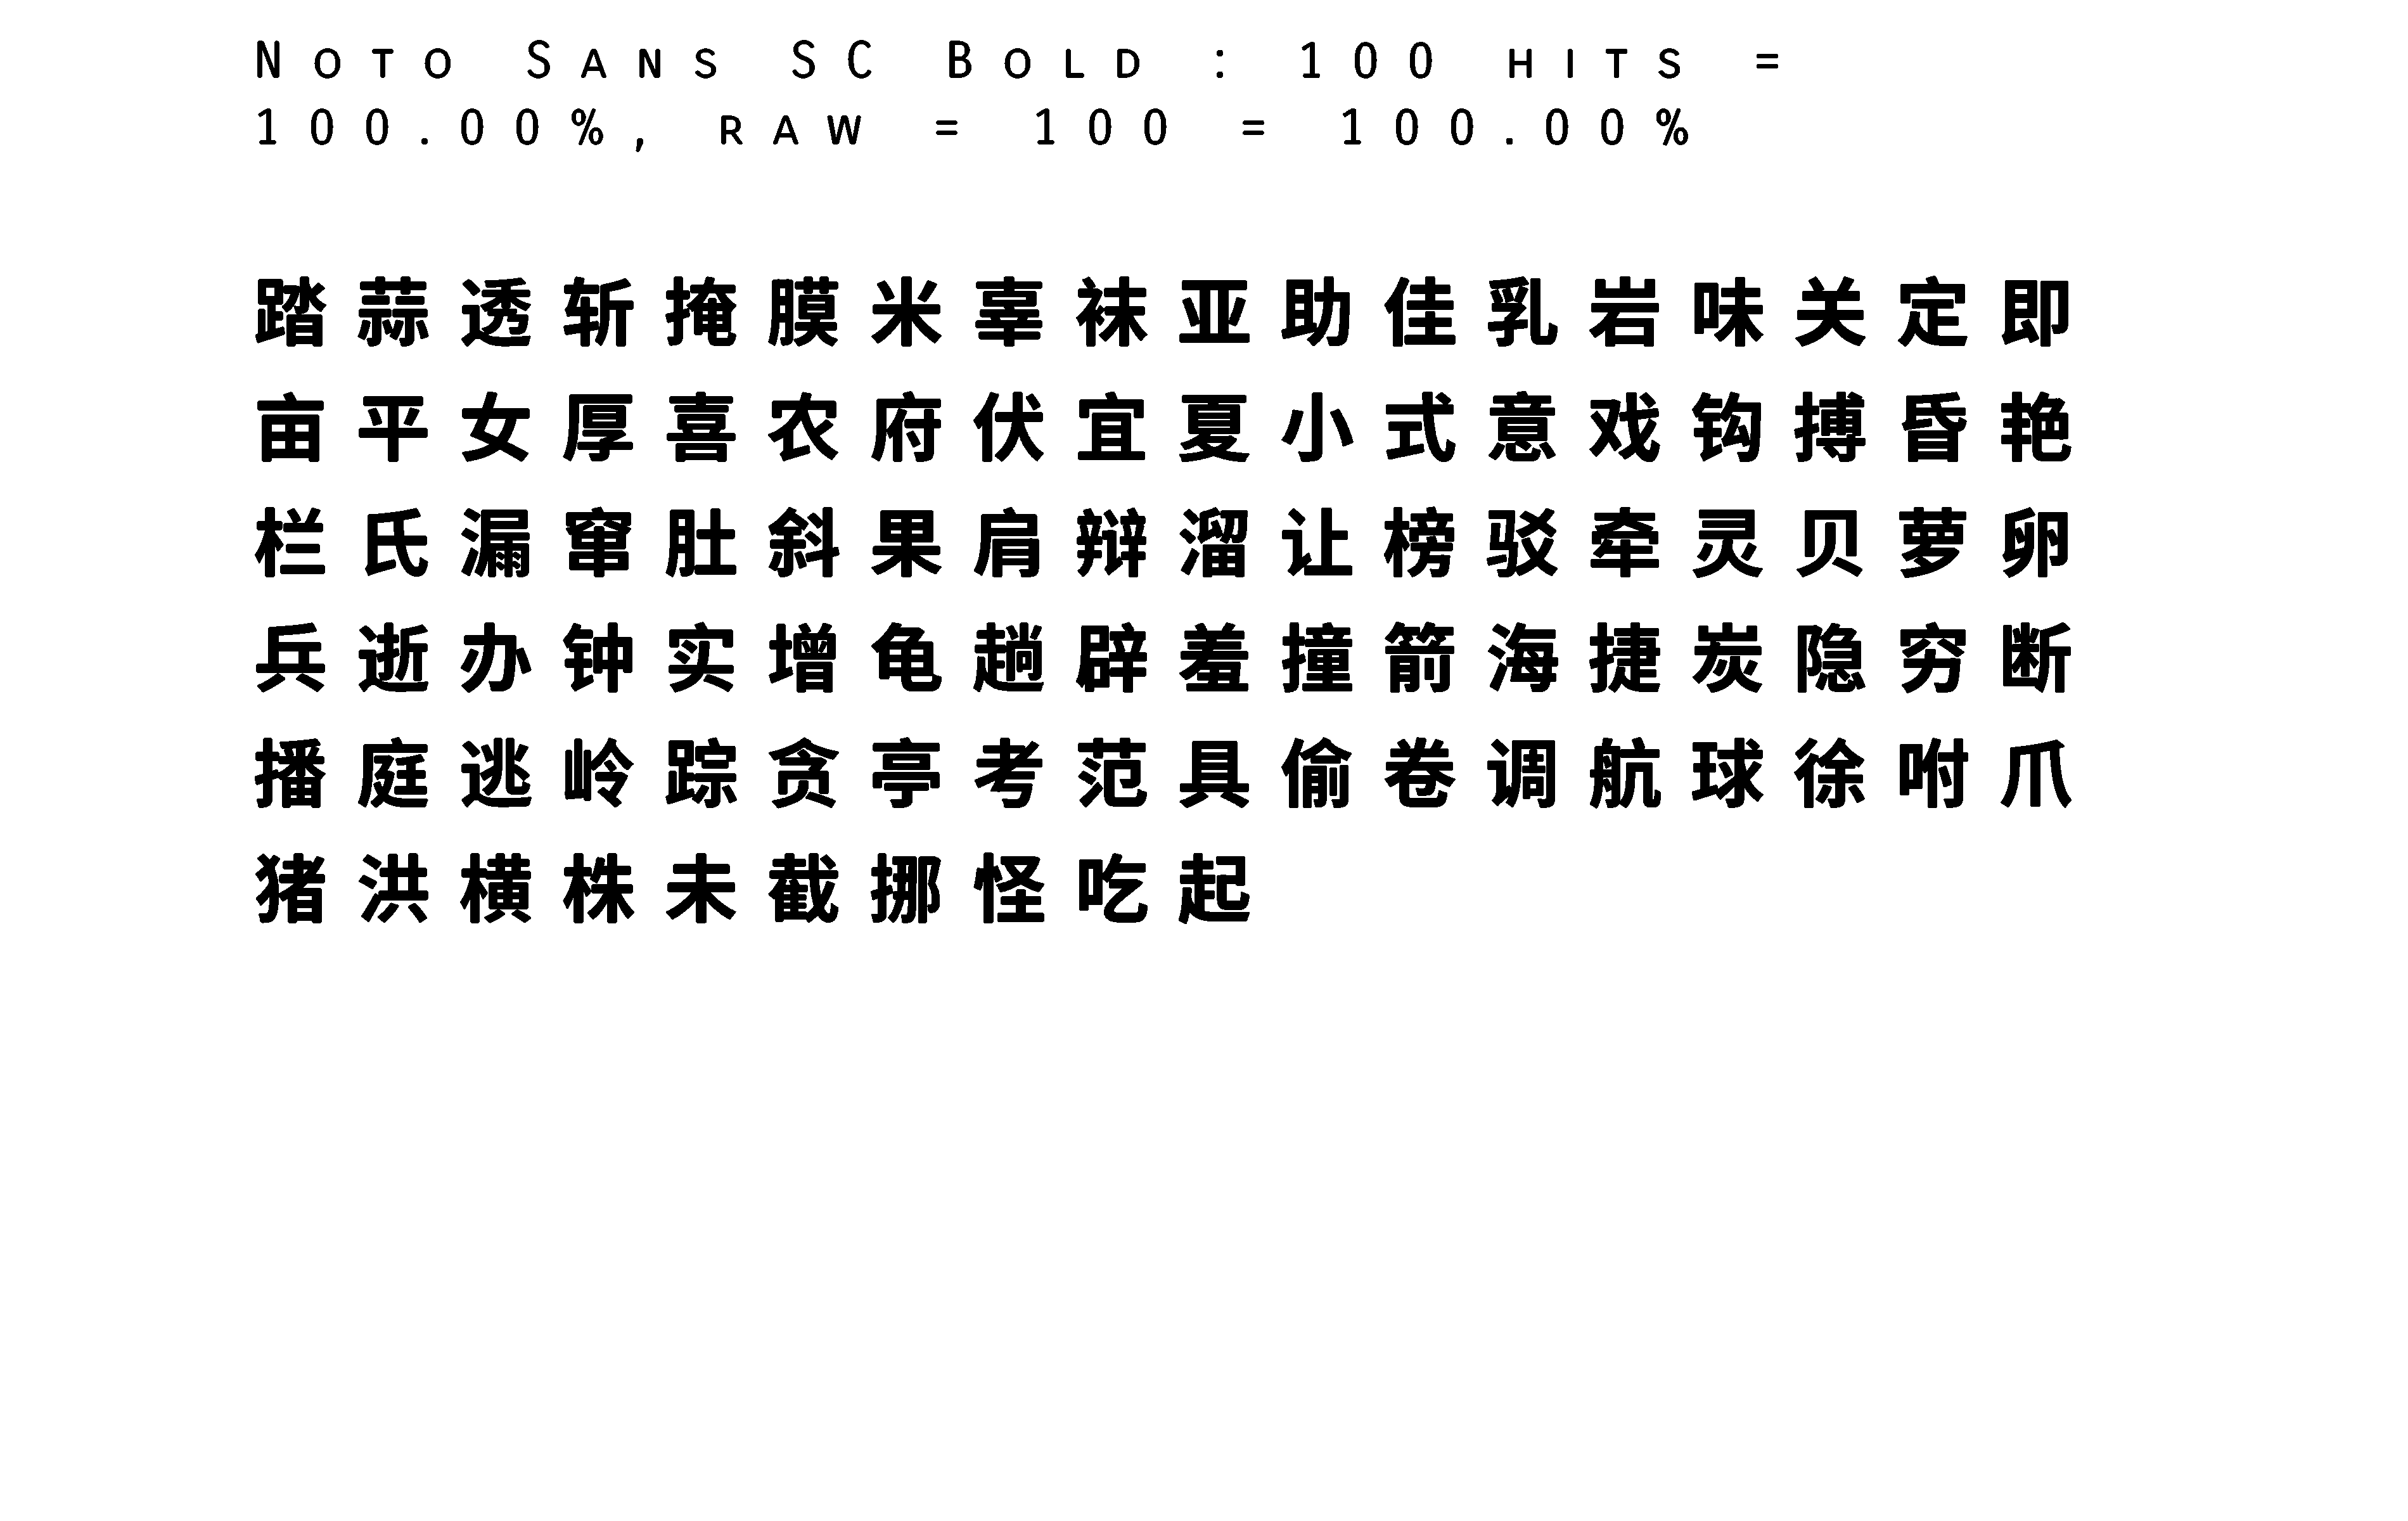 Noto Sans SC Bold : 100 hits =
100.00%, raw = 100 = 100.00%
踏蒜透斩掩膜米辜袜亚助佳乳岩味关定即
亩平女厚喜农府伏宜夏小式意戏钩搏昏艳
栏氏漏窜肚斜果肩辩溜让榜驳牵灵贝萝卵
兵逝办钟实增龟趟辟羞撞箭海捷炭隐穷断
播庭逃岭踪贪亭考范具偷卷调航球徐咐爪
猪洪横株未截挪怪吃起